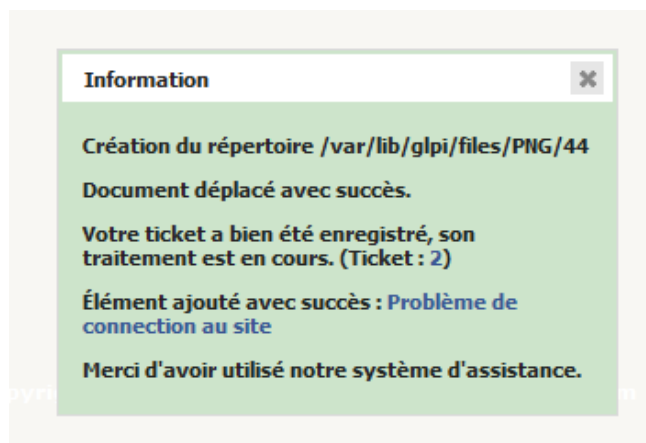 Information
Création du répertoire /var/lib/glpi/files/PNG/44
Document déplacé avec succès.
Votre ticket a bien été enregistré, son
traitement est en cours. (Ticket : 2)
Élément ajouté avec succès : Problème de
connection au site
Merci d'avoir utilisé notre système d'assistance.